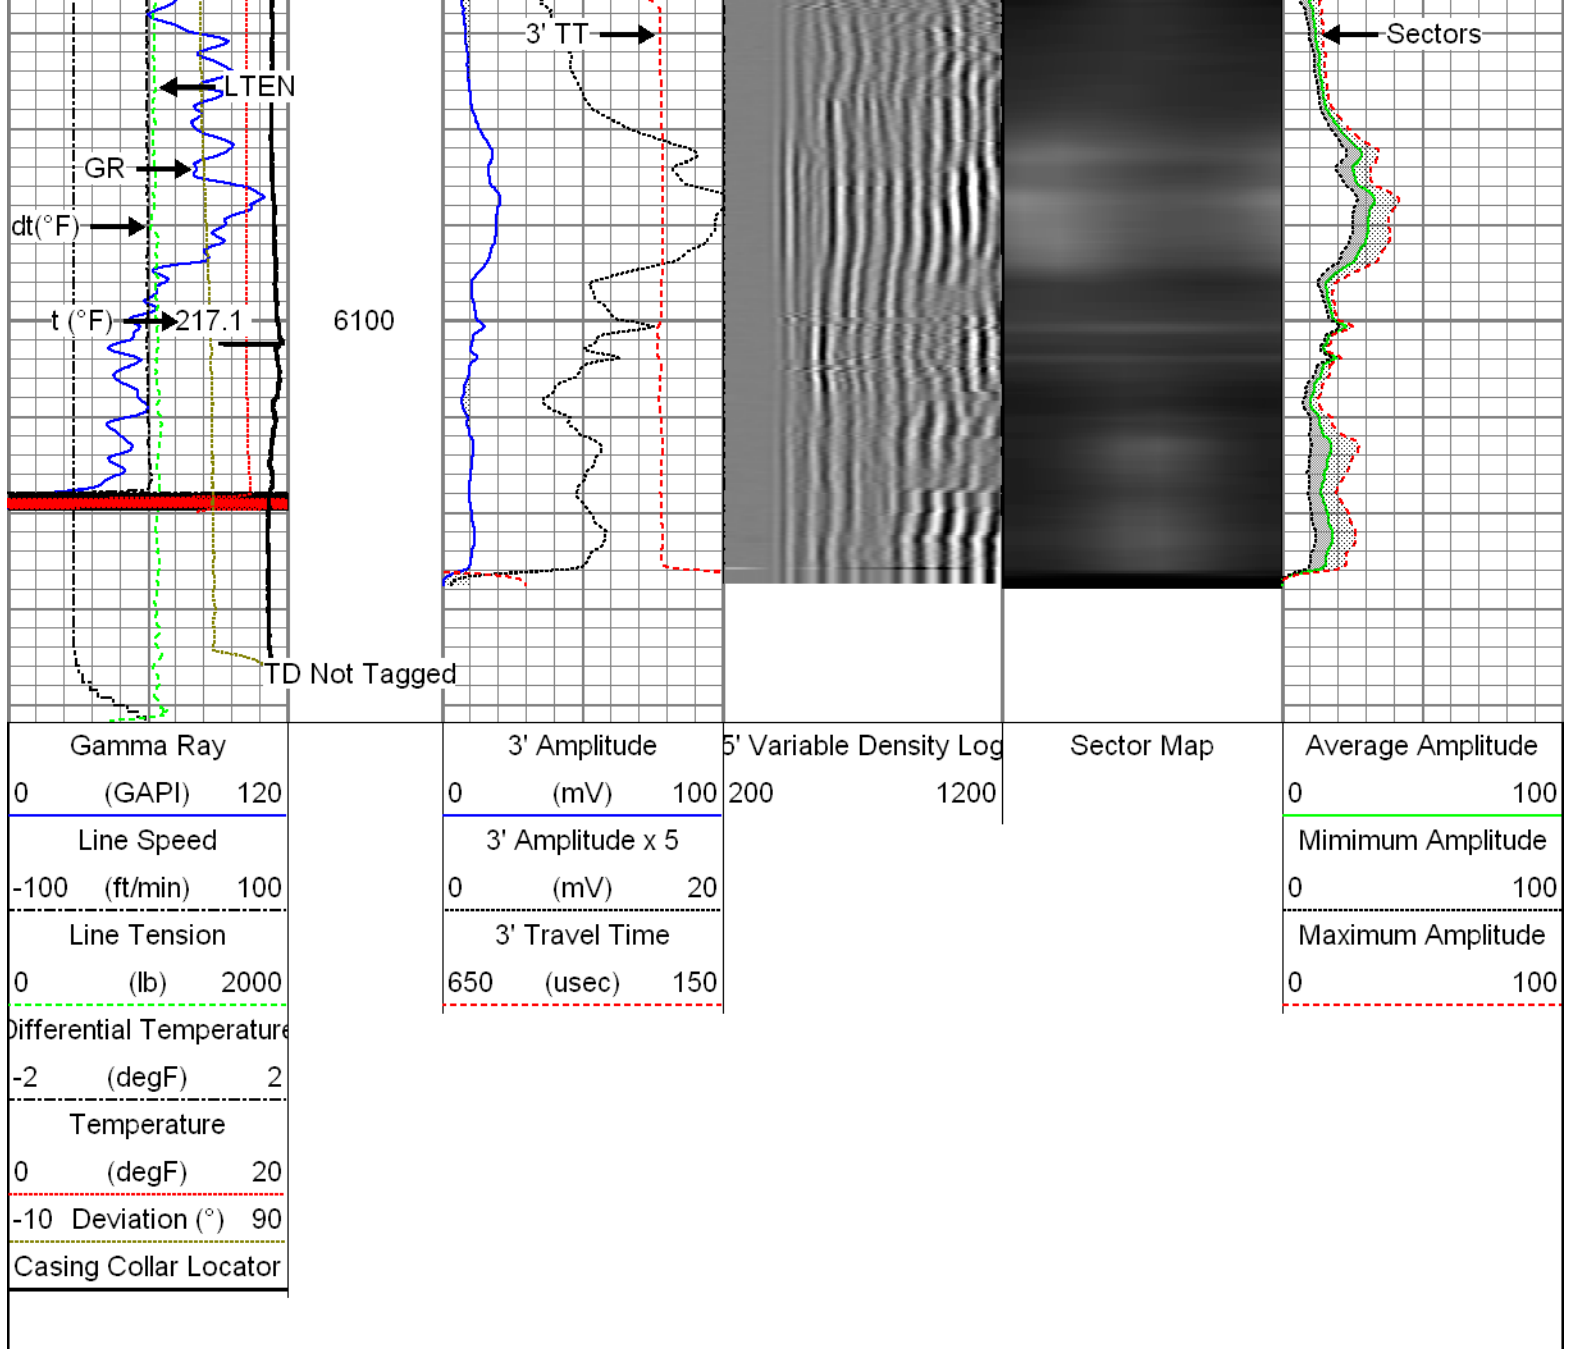 3' TT
Sectors
LTEN
GR
dt(°F)
t (°F) 217.1
6100
TD Not Tagged
Gamma Ray
0 (GAPI) 120
Line Speed
-100 (ft/min) 100
Line Tension
0 (lb) 2000
Differential Temperature
-2 (degF) 2
Temperature
0 (degF) 20
-10 Deviation (°) 90
Casing Collar Locator
3' Amplitude
0 (mV) 100
3' Amplitude x 5
0 (mV) 20
3' Travel Time
650 (usec) 150
5' Variable Density Log
200 1200
Sector Map
Average Amplitude
0 100
Mimimum Amplitude
0 100
Maximum Amplitude
0 100